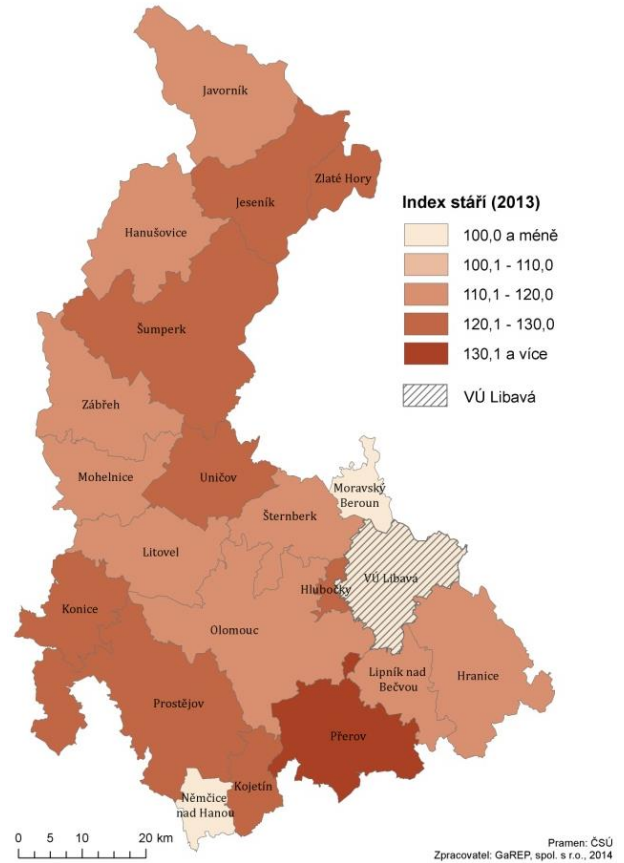 Javorník
Zlaté Hory
Jeseník
Hanušovice
Index stáří (2013)
100,0 a méně
100,1 - 110,0
110,1 - 120,0
120,1 - 130,0
130,1 a více
VÚ Libavá
Šumperk
Zábřeh
Mohelnice
Uničov
Moravský
Beroun
Šternberk
Litovel
VÚ Libavá
Hlubočky
Konice
Olomouc
Lipník nad
Bečvou
Hranice
Prostějov
Přerov
Kojetín
Němčice
nad Hanou
0 5 10 20 km
Pramen: ČSÚ
Zpracovatel: GaREP, spol. s r.o., 2014